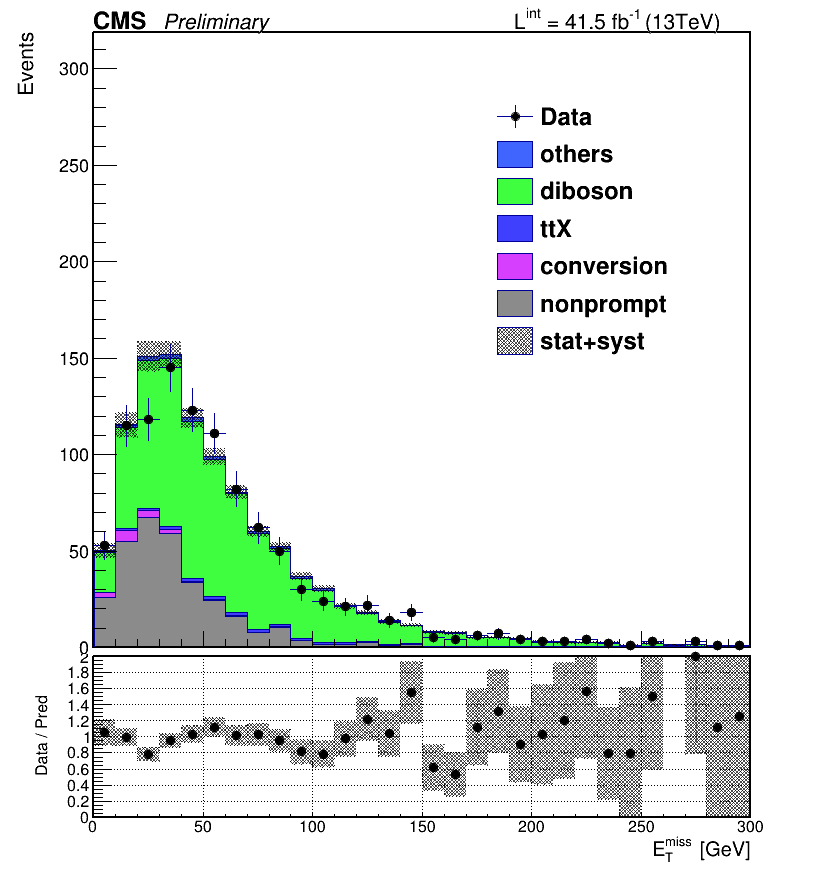 CMS Preliminary L^int = 41.5 fb^-1 (13TeV)
Events
300
250
200
150
100
50
0
Data
others
diboson
ttX
conversion
nonprompt
stat+syst
Data / Pred
2
1.8
1.6
1.4
1.2
1
0.8
0.6
0.4
0.2
0
0 50 100 150 200 250 300
E_T^miss [GeV]